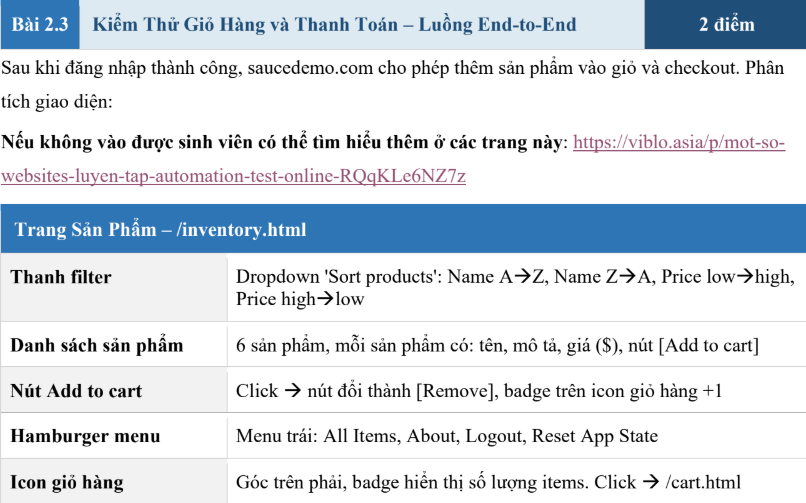 Bài 2.3 Kiểm Thử Giỏ Hàng và Thanh Toán – Luồng End-to-End 2 điểm
Sau khi đăng nhập thành công, saucedemo.com cho phép thêm sản phẩm vào giỏ và checkout. Phân
tích giao diện:
Nếu không vào được sinh viên có thể tìm hiểu thêm ở các trang này: https://viblo.asia/p/mot-so-
websites-luyen-tap-automation-test-online-RQqKLe6NZ7z
Trang Sản Phẩm – /inventory.html
Thanh filter Dropdown 'Sort products': Name A→Z, Name Z→A, Price low→high,
Price high→low
Danh sách sản phẩm 6 sản phẩm, mỗi sản phẩm có: tên, mô tả, giá ($), nút [Add to cart]
Nút Add to cart Click → nút đổi thành [Remove], badge trên icon giỏ hàng +1
Hamburger menu Menu trái: All Items, About, Logout, Reset App State
Icon giỏ hàng Góc trên phải, badge hiển thị số lượng items. Click → /cart.html